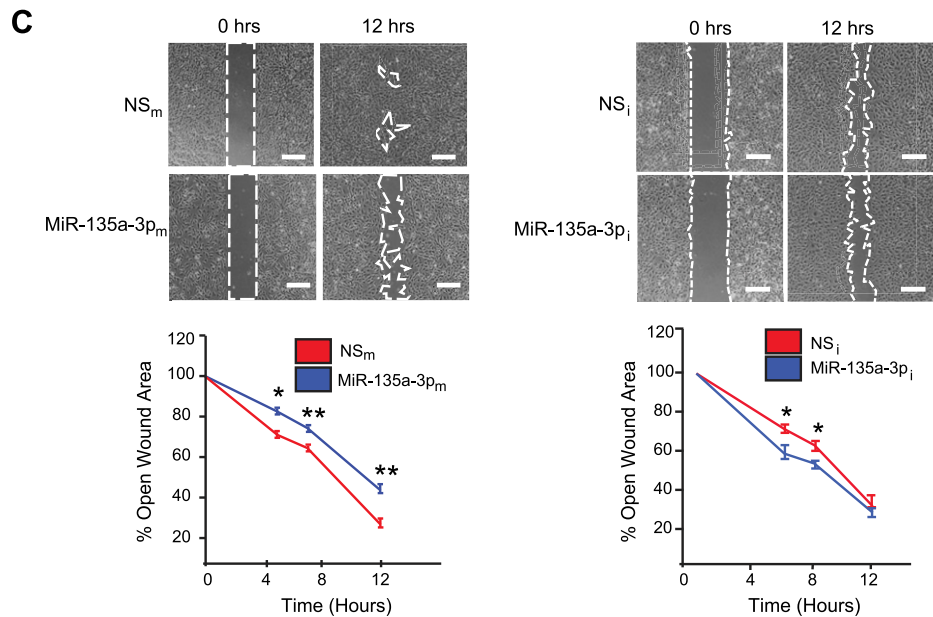 C
0 hrs 12 hrs
NSm
MiR-135a-3pm
0 hrs 12 hrs
NSi
MiR-135a-3pi
% Open Wound Area
120
100
80
60
40
20
NSm
MiR-135a-3pm
*
**
**
0 4 8 12
Time (Hours)
% Open Wound Area
120
100
80
60
40
20
NSi
MiR-135a-3pi
*
*
0 4 8 12
Time (Hours)